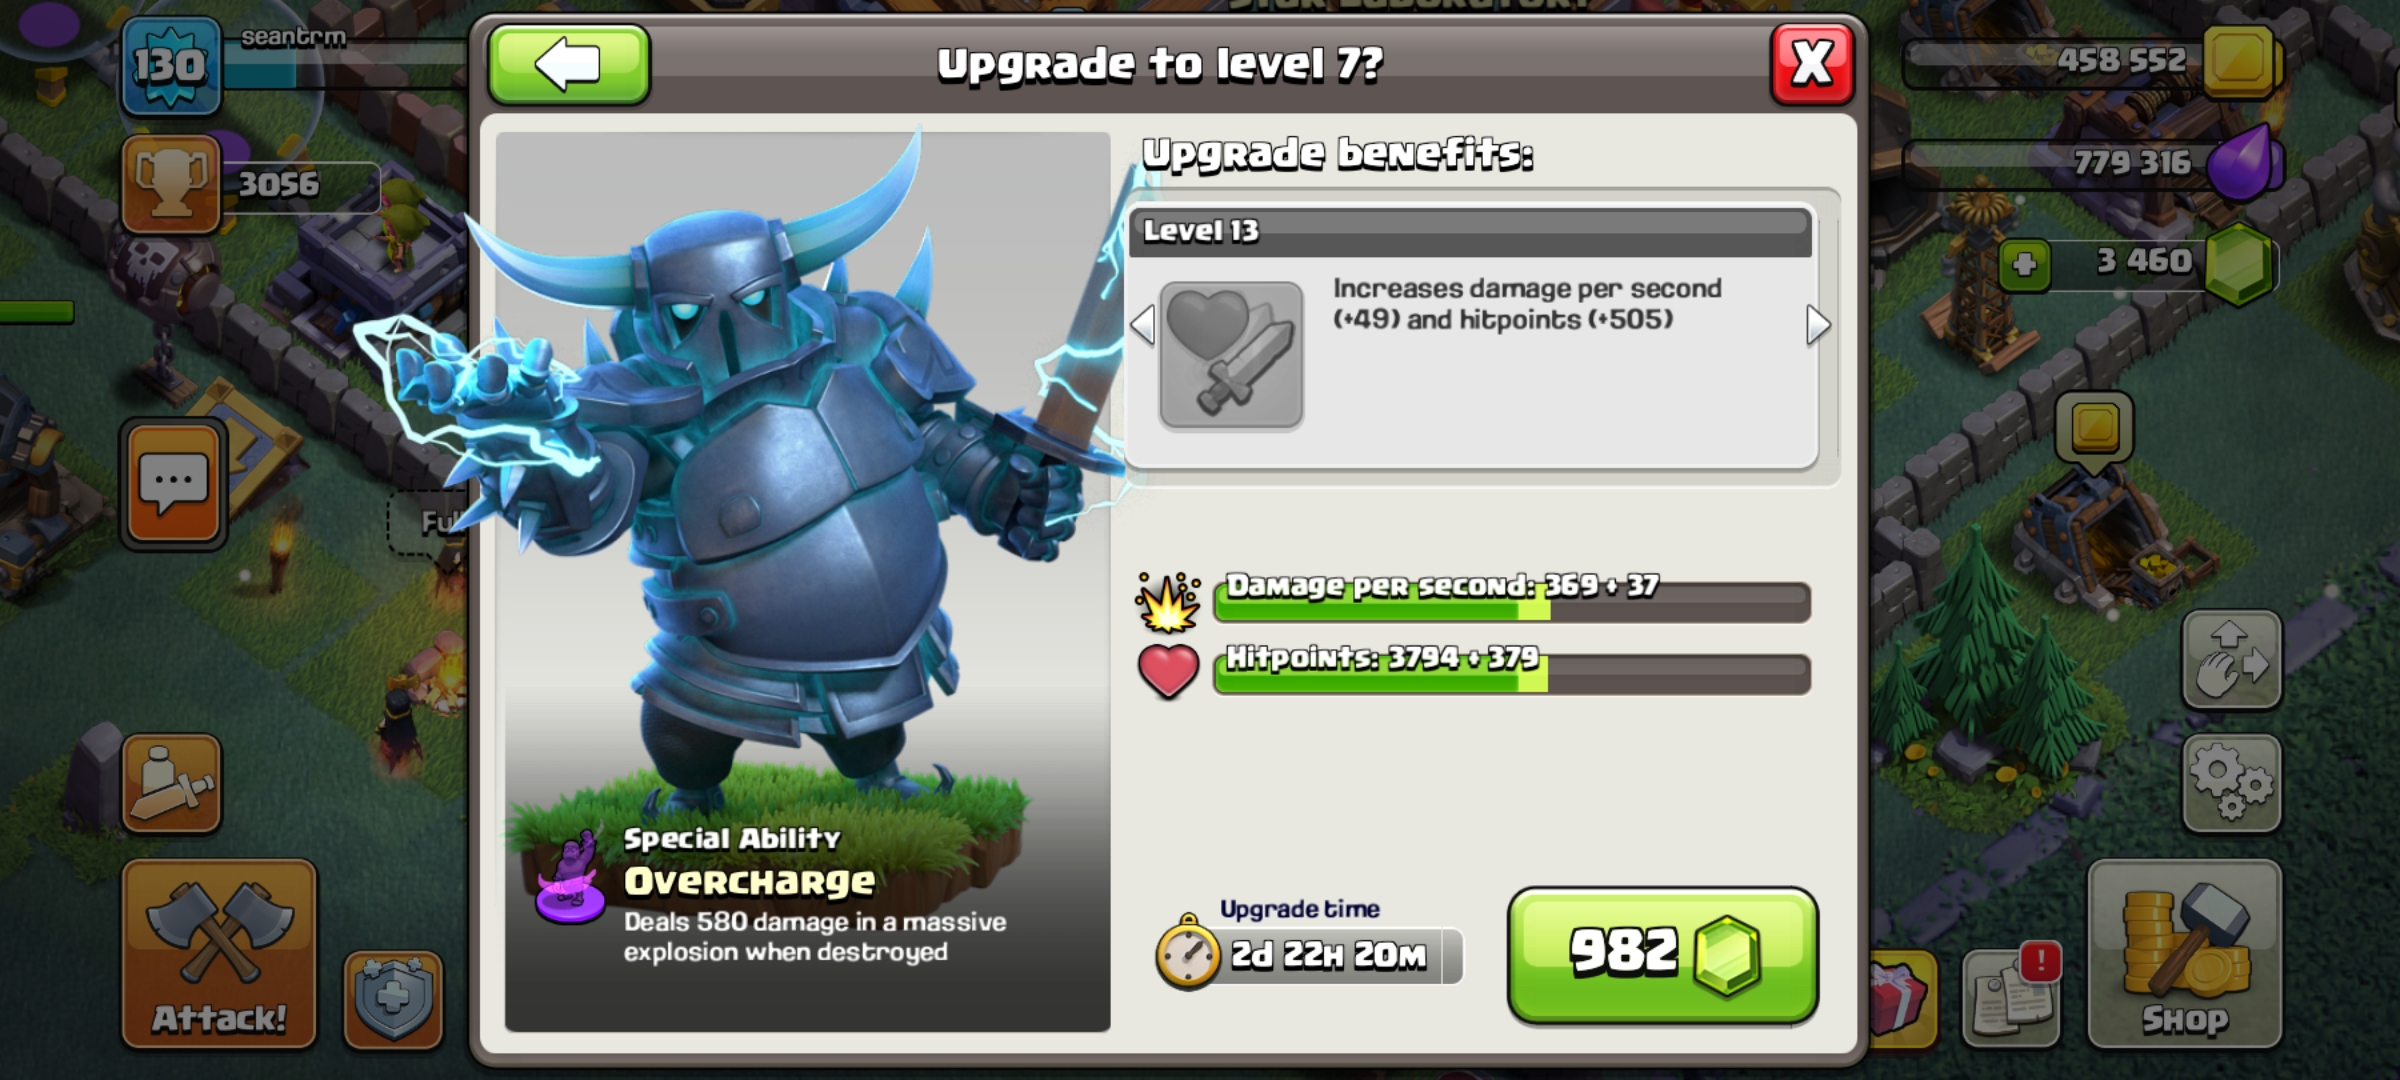 STAR LABORATORY
130
seantrm
Upgrade to level 7?
X
458 552
3056
779 316
3 460
Upgrade benefits:
Level 13
Increases damage per second
(+49) and hitpoints (+505)
Damage per second: 369 + 37
Hitpoints: 3794 + 379
Special Ability
Overcharge
Deals 580 damage in a massive
explosion when destroyed
Upgrade time
2d 22H 20M
982
Attack!
!
Shop